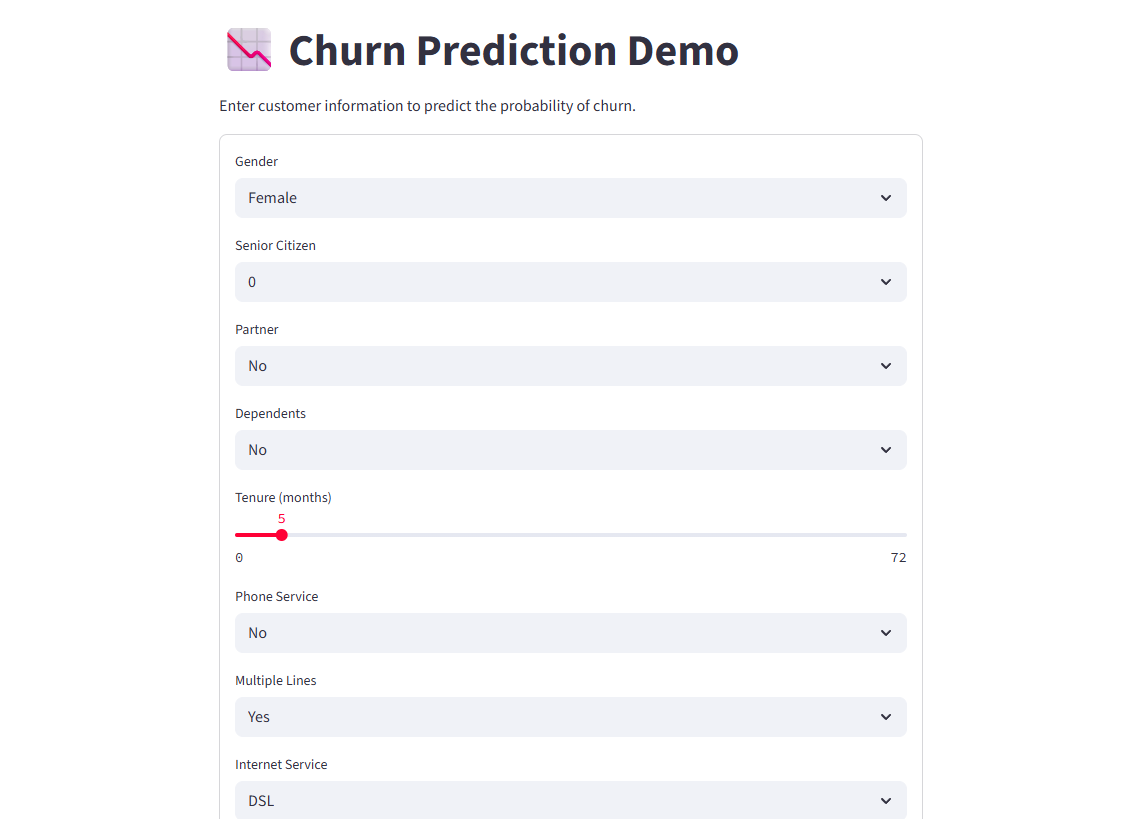 Churn Prediction Demo
Enter customer information to predict the probability of churn.
Gender
Female
Senior Citizen
0
Partner
No
Dependents
No
Tenure (months)
5
0
72
Phone Service
No
Multiple Lines
Yes
Internet Service
DSL